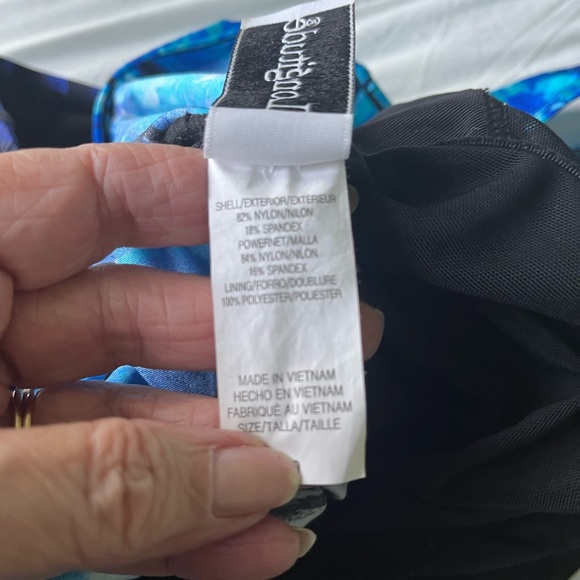 SHELL/EXTERIOR/EXTÉRIEUR
82% NYLON/NILON
18% SPANDEX
POWERNET/MALLA
84% NYLON/NILON
16% SPANDEX
LINING/FORRO/DOUBLURE
100% POLYESTER/POLIESTER
MADE IN VIETNAM
HECHO EN VIETNAM
FABRIQUÉ AU VIETNAM
SIZE/TALLA/TAILLE